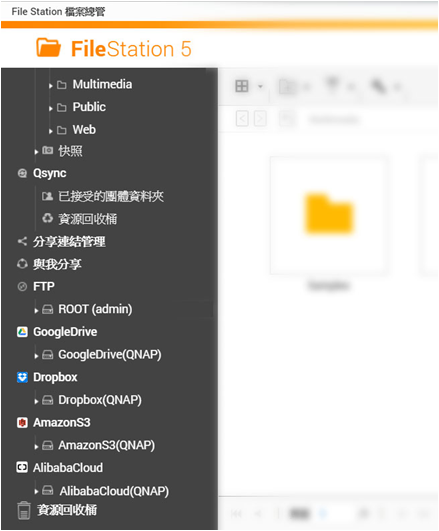 File Station 檔案總管
FileStation 5
Multimedia
Public
Web
快照
Qsync
已接受的團體資料夾
資源回收桶
分享連結管理
與我分享
FTP
ROOT (admin)
GoogleDrive
GoogleDrive(QNAP)
Dropbox
Dropbox(QNAP)
AmazonS3
AmazonS3(QNAP)
AlibabaCloud
AlibabaCloud(QNAP)
資源回收桶